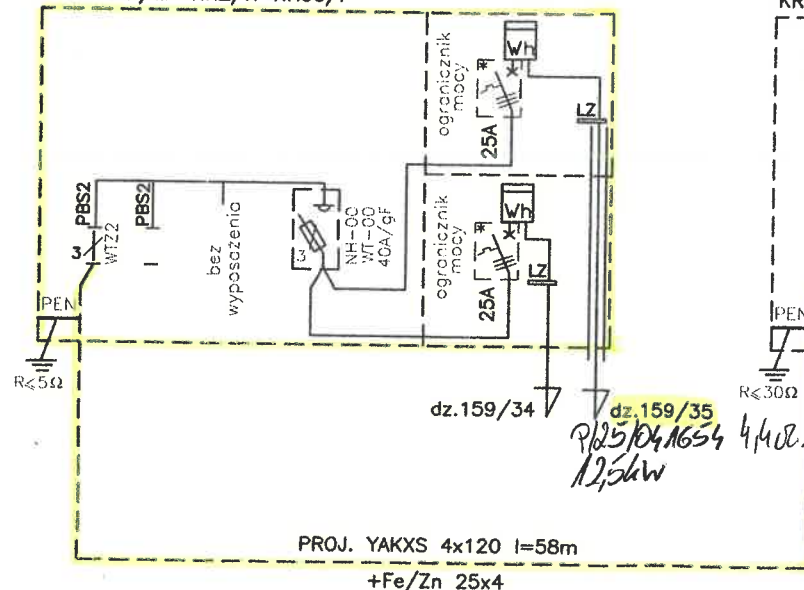 KR
Wh
*
ogranicznik
mocy
25A
LZ
PBS2
PBS2
3
WTZ2
bez
wyposażenia
3
NH-00
WT-00
40A/gF
Wh
*
ogranicznik
mocy
25A
LZ
PEN
R≤5Ω
PEN
R≤30Ω
dz.159/34
dz.159/35
P/25/041654
12,5kW
PROJ. YAKXS 4x120 l=58m
+Fe/Zn 25x4